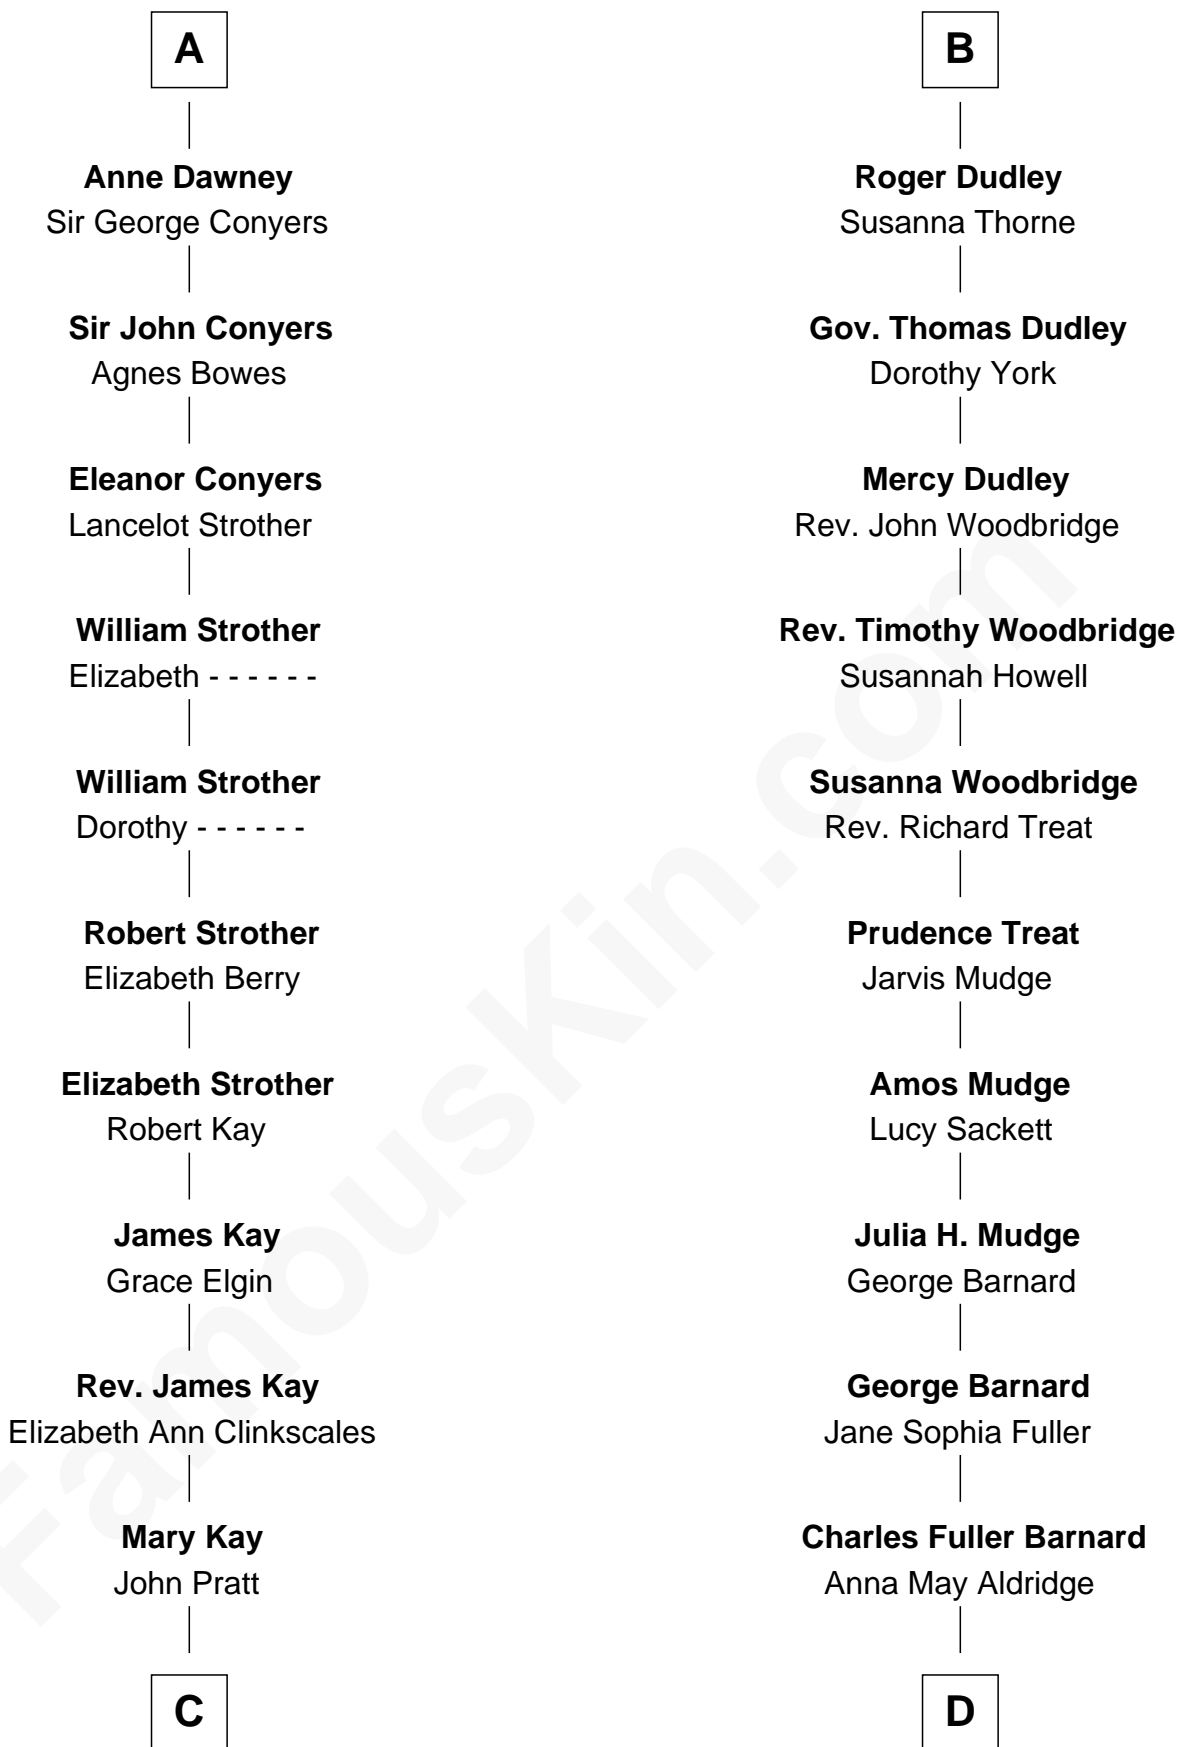 A
Anne Dawney
Sir George Conyers
Sir John Conyers
Agnes Bowes
Eleanor Conyers
Lancelot Strother
William Strother
Elizabeth - - - - - -
William Strother
Dorothy - - - - - -
Robert Strother
Elizabeth Berry
Elizabeth Strother
Robert Kay
James Kay
Grace Elgin
Rev. James Kay
Elizabeth Ann Clinkscales
Mary Kay
John Pratt
C
B
Roger Dudley
Susanna Thorne
Gov. Thomas Dudley
Dorothy York
Mercy Dudley
Rev. John Woodbridge
Rev. Timothy Woodbridge
Susannah Howell
Susanna Woodbridge
Rev. Richard Treat
Prudence Treat
Jarvis Mudge
Amos Mudge
Lucy Sackett
Julia H. Mudge
George Barnard
George Barnard
Jane Sophia Fuller
Charles Fuller Barnard
Anna May Aldridge
D
FamousKin.com